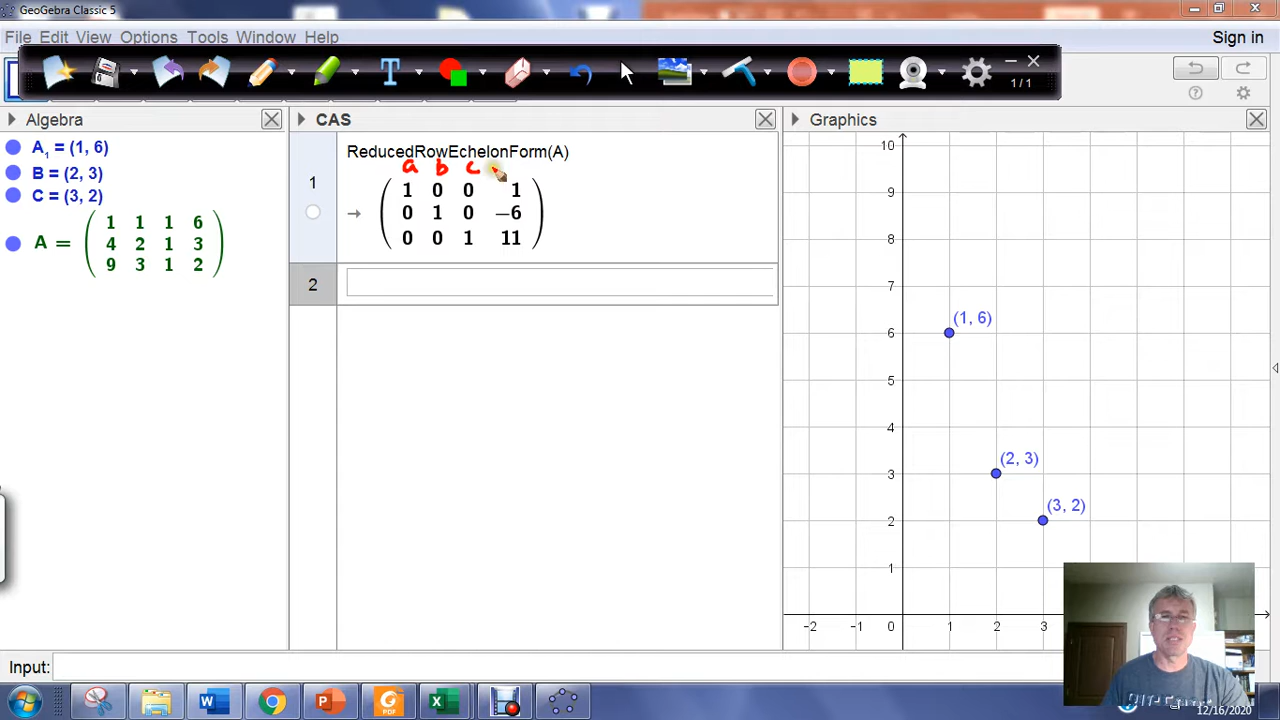 GeoGebra Classic 5
File Edit View Options Tools Window Help
Sign in
1/1
Algebra
CAS
Graphics
A₁ = (1, 6)
B = (2, 3)
C = (3, 2)
A =
1 1 1 6
4 2 1 3
9 3 1 2
1
ReducedRowEchelonForm(A)
a b c
→
1 0 0 1
0 1 0 −6
0 0 1 11
2
10
9
8
7
6
5
4
3
2
1
-2 -1 0 1 2 3
(1, 6)
(2, 3)
(3, 2)
Input:
12/16/2020